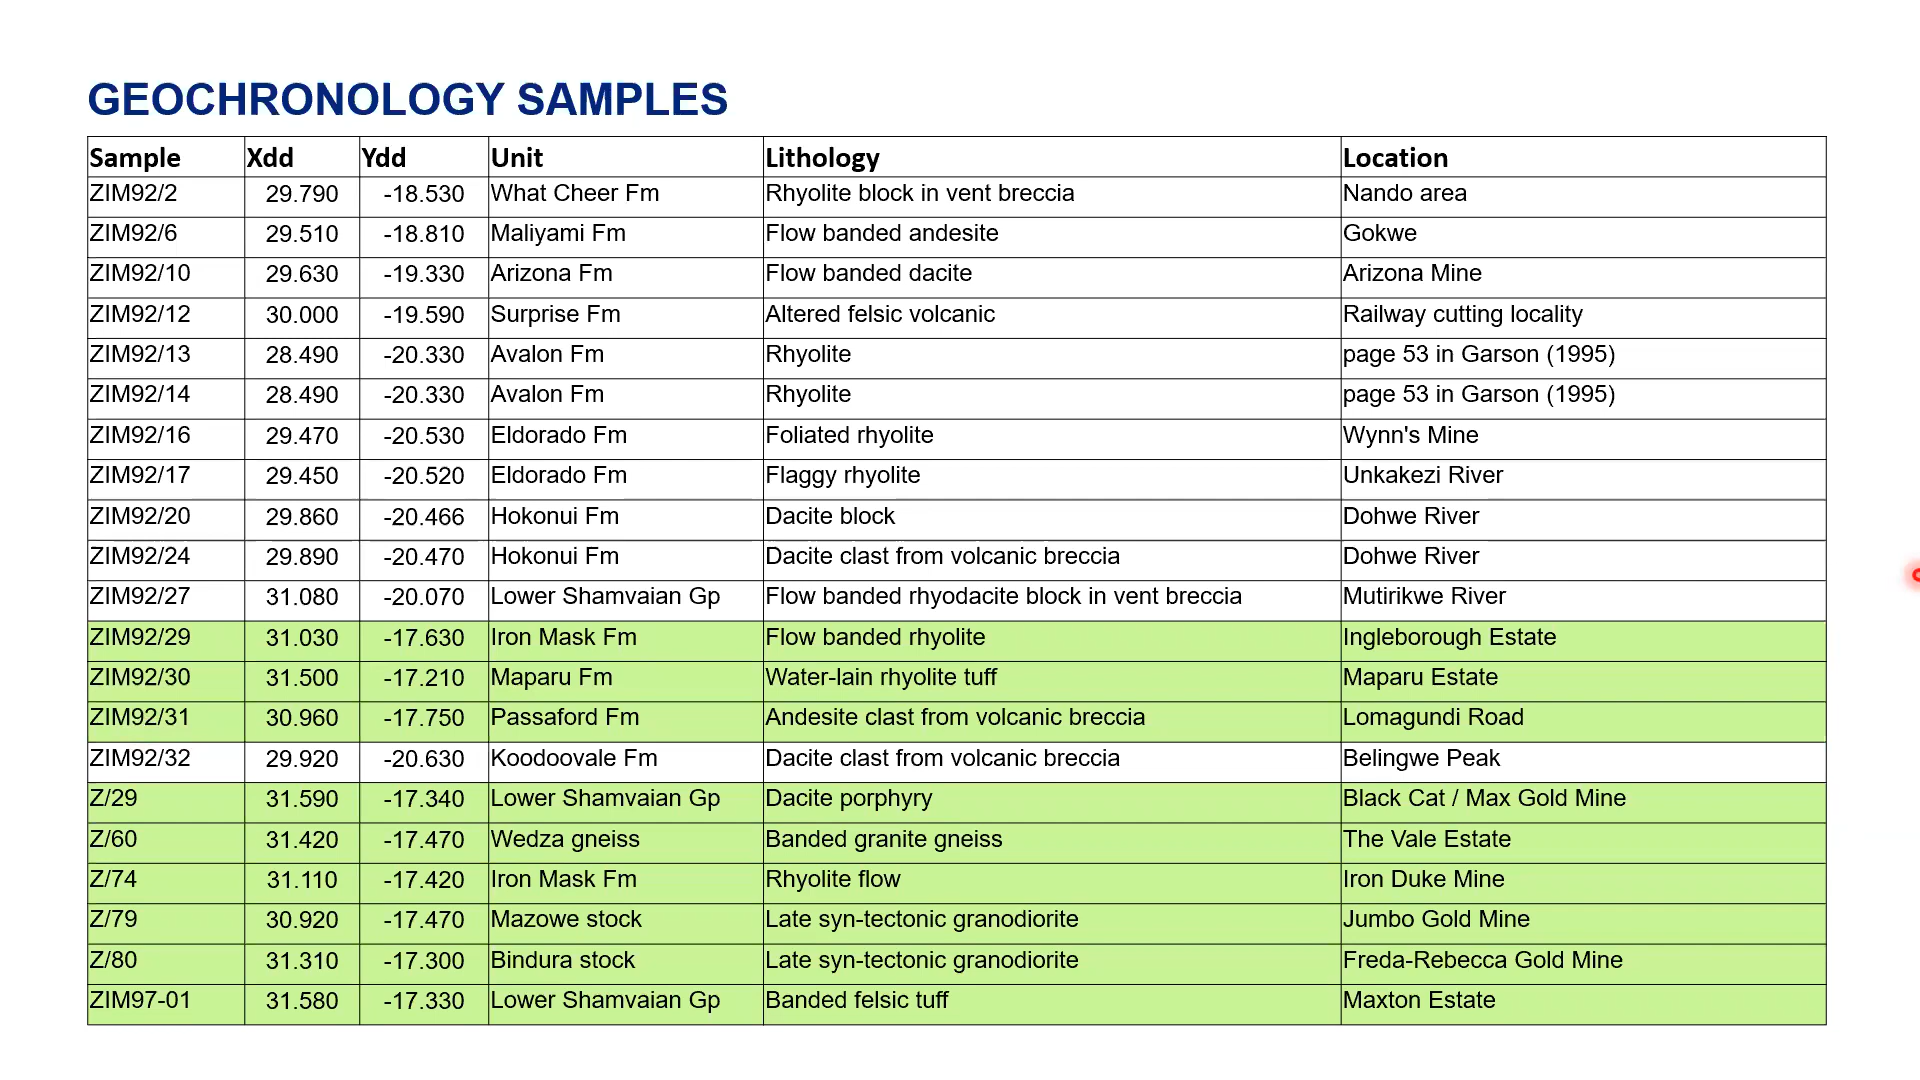 GEOCHRONOLOGY SAMPLES
Sample Xdd Ydd Unit Lithology Location
ZIM92/2 29.790 -18.530 What Cheer Fm Rhyolite block in vent breccia Nando area
ZIM92/6 29.510 -18.810 Maliyami Fm Flow banded andesite Gokwe
ZIM92/10 29.630 -19.330 Arizona Fm Flow banded dacite Arizona Mine
ZIM92/12 30.000 -19.590 Surprise Fm Altered felsic volcanic Railway cutting locality
ZIM92/13 28.490 -20.330 Avalon Fm Rhyolite page 53 in Garson (1995)
ZIM92/14 28.490 -20.330 Avalon Fm Rhyolite page 53 in Garson (1995)
ZIM92/16 29.470 -20.530 Eldorado Fm Foliated rhyolite Wynn's Mine
ZIM92/17 29.450 -20.520 Eldorado Fm Flaggy rhyolite Unkakezi River
ZIM92/20 29.860 -20.466 Hokonui Fm Dacite block Dohwe River
ZIM92/24 29.890 -20.470 Hokonui Fm Dacite clast from volcanic breccia Dohwe River
ZIM92/27 31.080 -20.070 Lower Shamvaian Gp Flow banded rhyodacite block in vent breccia Mutirikwe River
ZIM92/29 31.030 -17.630 Iron Mask Fm Flow banded rhyolite Ingleborough Estate
ZIM92/30 31.500 -17.210 Maparu Fm Water-lain rhyolite tuff Maparu Estate
ZIM92/31 30.960 -17.750 Passaford Fm Andesite clast from volcanic breccia Lomagundi Road
ZIM92/32 29.920 -20.630 Koodoovale Fm Dacite clast from volcanic breccia Belingwe Peak
Z/29 31.590 -17.340 Lower Shamvaian Gp Dacite porphyry Black Cat / Max Gold Mine
Z/60 31.420 -17.470 Wedza gneiss Banded granite gneiss The Vale Estate
Z/74 31.110 -17.420 Iron Mask Fm Rhyolite flow Iron Duke Mine
Z/79 30.920 -17.470 Mazowe stock Late syn-tectonic granodiorite Jumbo Gold Mine
Z/80 31.310 -17.300 Bindura stock Late syn-tectonic granodiorite Freda-Rebecca Gold Mine
ZIM97-01 31.580 -17.330 Lower Shamvaian Gp Banded felsic tuff Maxton Estate